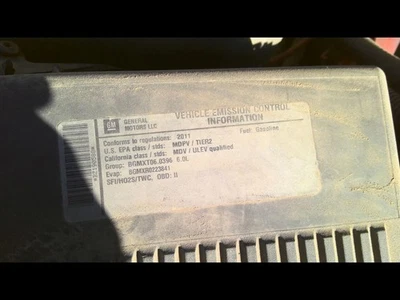 GM
GENERAL MOTORS LLC
VEHICLE EMISSION CONTROL
INFORMATION
Conforms to regulations: 2011
Fuel: Gasoline
U.S. EPA class / stds: MDPV / TIER2
California class / stds: MDV / ULEV qualified
Group: BGMXT06.0396 6.0L
Evap: BGMXR0223841
SFI/HO2S/TWC, OBD: II